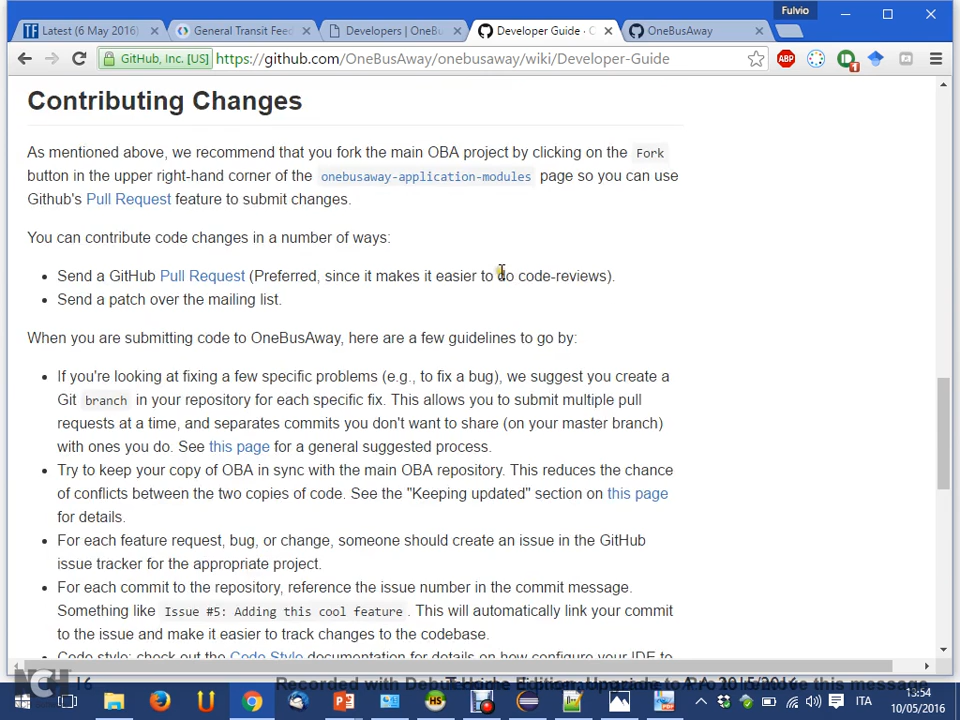 Fulvio
Latest (6 May 2016)
General Transit Feed
Developers | OneBus
Developer Guide ·
OneBusAway
GitHub, Inc. [US]
https://github.com/OneBusAway/onebusaway/wiki/Developer-Guide
ABP
1
Contributing Changes
As mentioned above, we recommend that you fork the main OBA project by clicking on the Fork
button in the upper right-hand corner of the onebusaway-application-modules page so you can use
Github's Pull Request feature to submit changes.
You can contribute code changes in a number of ways:
• Send a GitHub Pull Request (Preferred, since it makes it easier to do code-reviews).
• Send a patch over the mailing list.
When you are submitting code to OneBusAway, here are a few guidelines to go by:
• If you're looking at fixing a few specific problems (e.g., to fix a bug), we suggest you create a
Git branch in your repository for each specific fix. This allows you to submit multiple pull
requests at a time, and separates commits you don't want to share (on your master branch)
with ones you do. See this page for a general suggested process.
• Try to keep your copy of OBA in sync with the main OBA repository. This reduces the chance
of conflicts between the two copies of code. See the "Keeping updated" section on this page
for details.
• For each feature request, bug, or change, someone should create an issue in the GitHub
issue tracker for the appropriate project.
• For each commit to the repository, reference the issue number in the commit message.
Something like Issue #5: Adding this cool feature . This will automatically link your commit
to the issue and make it easier to track changes to the codebase.
• Code style: check out the Code Style documentation for details on how configure your IDE to
NCH
16
Recorded with Debut
A.A. 2015/2016
this message
ITA
13:54
10/05/2016